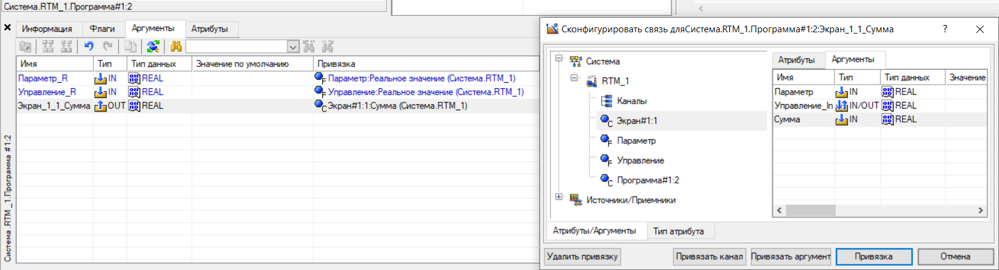 Система.RTM_1.Программа#1:2
Информация Флаги Аргументы Атрибуты
Имя Тип Тип данных Значение по умолчанию Привязка
Параметр_R IN REAL Параметр:Реальное значение (Система.RTM_1)
Управление_R IN REAL Управление:Реальное значение (Система.RTM_1)
Экран_1_1_Сумма OUT REAL Экран#1:1:Сумма (Система.RTM_1)
Система.RTM_1.Программа #1:2
Сконфигурировать связь дляСистема.RTM_1.Программа#1:2:Экран_1_1_Сумма
Система
RTM_1
Каналы
Экран#1:1
Параметр
Управление
Программа#1:2
Источники/Приемники
Атрибуты/Аргументы Тип атрибута
Атрибуты Аргументы
Имя Тип Тип данных Значение
Параметр IN REAL
Управление_In IN/OUT REAL
Сумма IN REAL
Удалить привязку Привязать канал Привязать аргумент Привязка Отмена